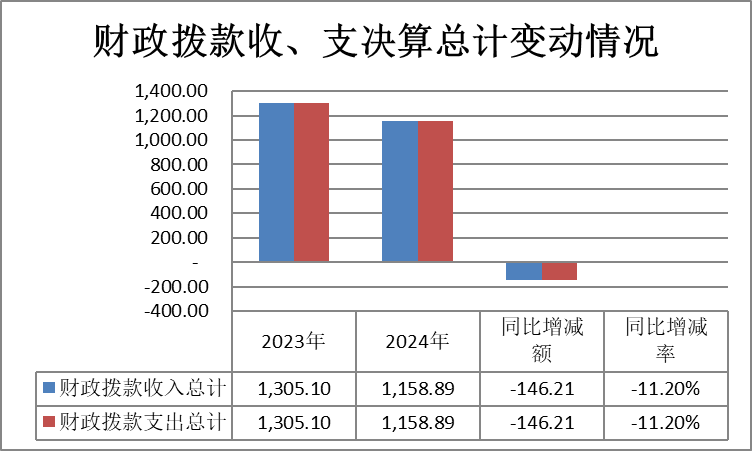 财政拨款收、支决算总计变动情况
1,400.00
1,200.00
1,000.00
800.00
600.00
400.00
200.00
-
-200.00
-400.00
2023年 2024年 同比增减额 同比增减率
财政拨款收入总计 1,305.10 1,158.89 -146.21 -11.20%
财政拨款支出总计 1,305.10 1,158.89 -146.21 -11.20%